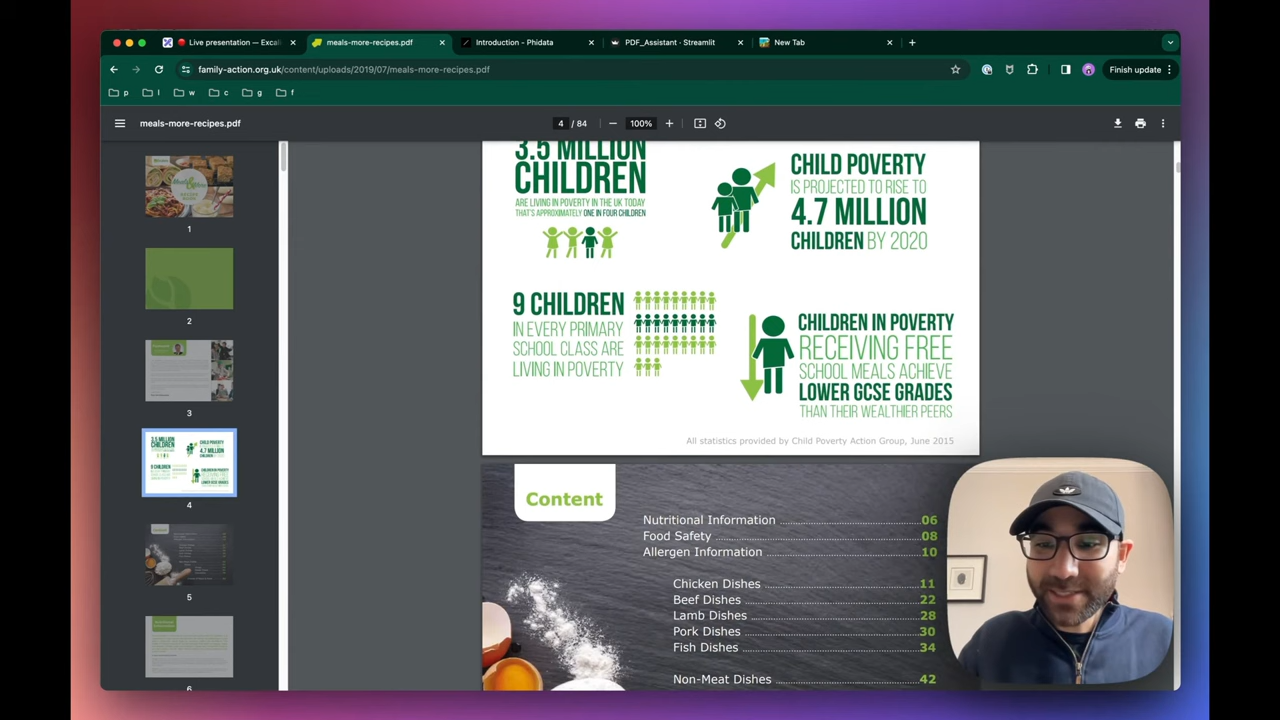 Live presentation — Excali
meals-more-recipes.pdf
Introduction - Phidata
PDF_Assistant · Streamlit
New Tab
family-action.org.uk/content/uploads/2019/07/meals-more-recipes.pdf
Finish update
p
l
w
c
g
f
meals-more-recipes.pdf
4 / 84
100%
1
2
3
4
5
6
3.5 MILLION
CHILDREN
ARE LIVING IN POVERTY IN THE UK TODAY
THAT'S APPROXIMATELY ONE IN FOUR CHILDREN
CHILD POVERTY
IS PROJECTED TO RISE TO
4.7 MILLION
CHILDREN BY 2020
9 CHILDREN
IN EVERY PRIMARY
SCHOOL CLASS ARE
LIVING IN POVERTY
CHILDREN IN POVERTY
RECEIVING FREE
SCHOOL MEALS ACHIEVE
LOWER GCSE GRADES
THAN THEIR WEALTHIER PEERS
All statistics provided by Child Poverty Action Group, June 2015
Content
Nutritional Information 06
Food Safety 08
Allergen Information 10
Chicken Dishes 11
Beef Dishes 22
Lamb Dishes 28
Pork Dishes 30
Fish Dishes 34
Non-Meat Dishes 42